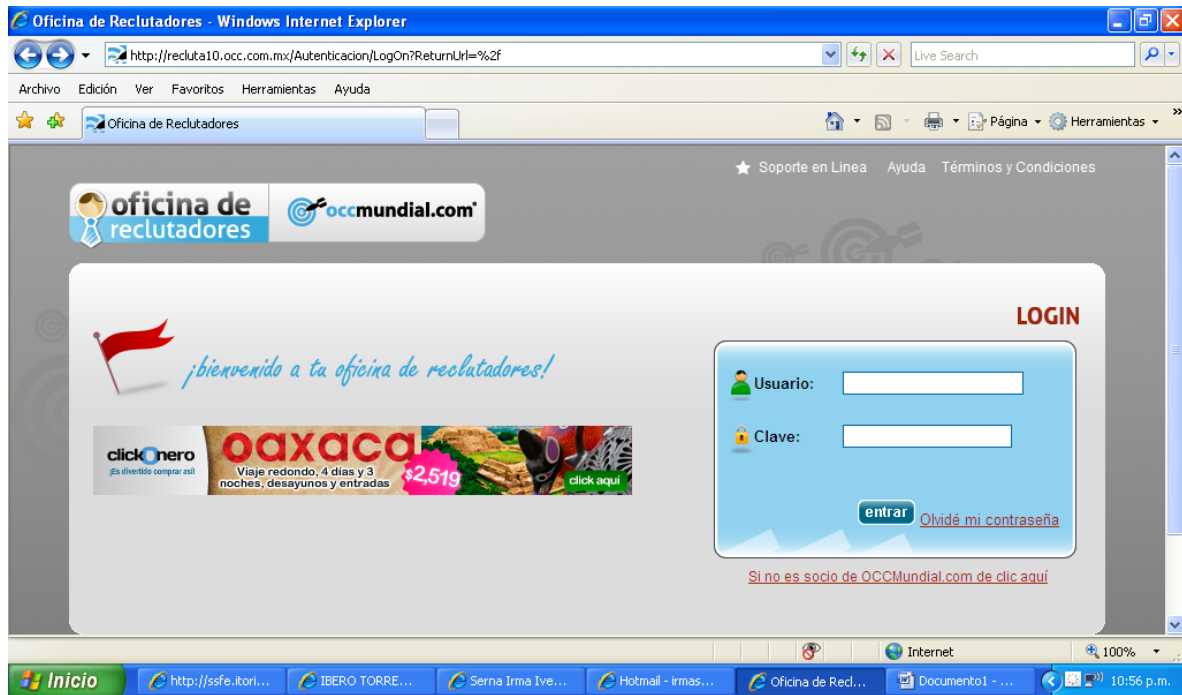 Oficina de Reclutadores - Windows Internet Explorer
http://recluta10.occ.com.mx/Autenticacion/LogOn?ReturnUrl=%2f
Live Search
Archivo Edición Ver Favoritos Herramientas Ayuda
Oficina de Reclutadores
Página Herramientas
Soporte en Linea Ayuda Términos y Condiciones
oficina de
reclutadores
occmundial.com
LOGIN
¡bienvenido a tu oficina de reclutadores!
Usuario:
Clave:
clickOnero
¡Es divertido comprar así!
oaxaca
Viaje redondo, 4 días y 3
noches, desayunos y entradas
$2,519
click aquí
entrar
Olvidé mi contraseña
Si no es socio de OCCMundial.com de clic aquí
Internet
100%
Inicio
http://ssfe.itori...
IBERO TORRE...
Serna Irma Ive...
Hotmail - irmas...
Oficina de Recl...
Documento1 - ...
10:56 p.m.